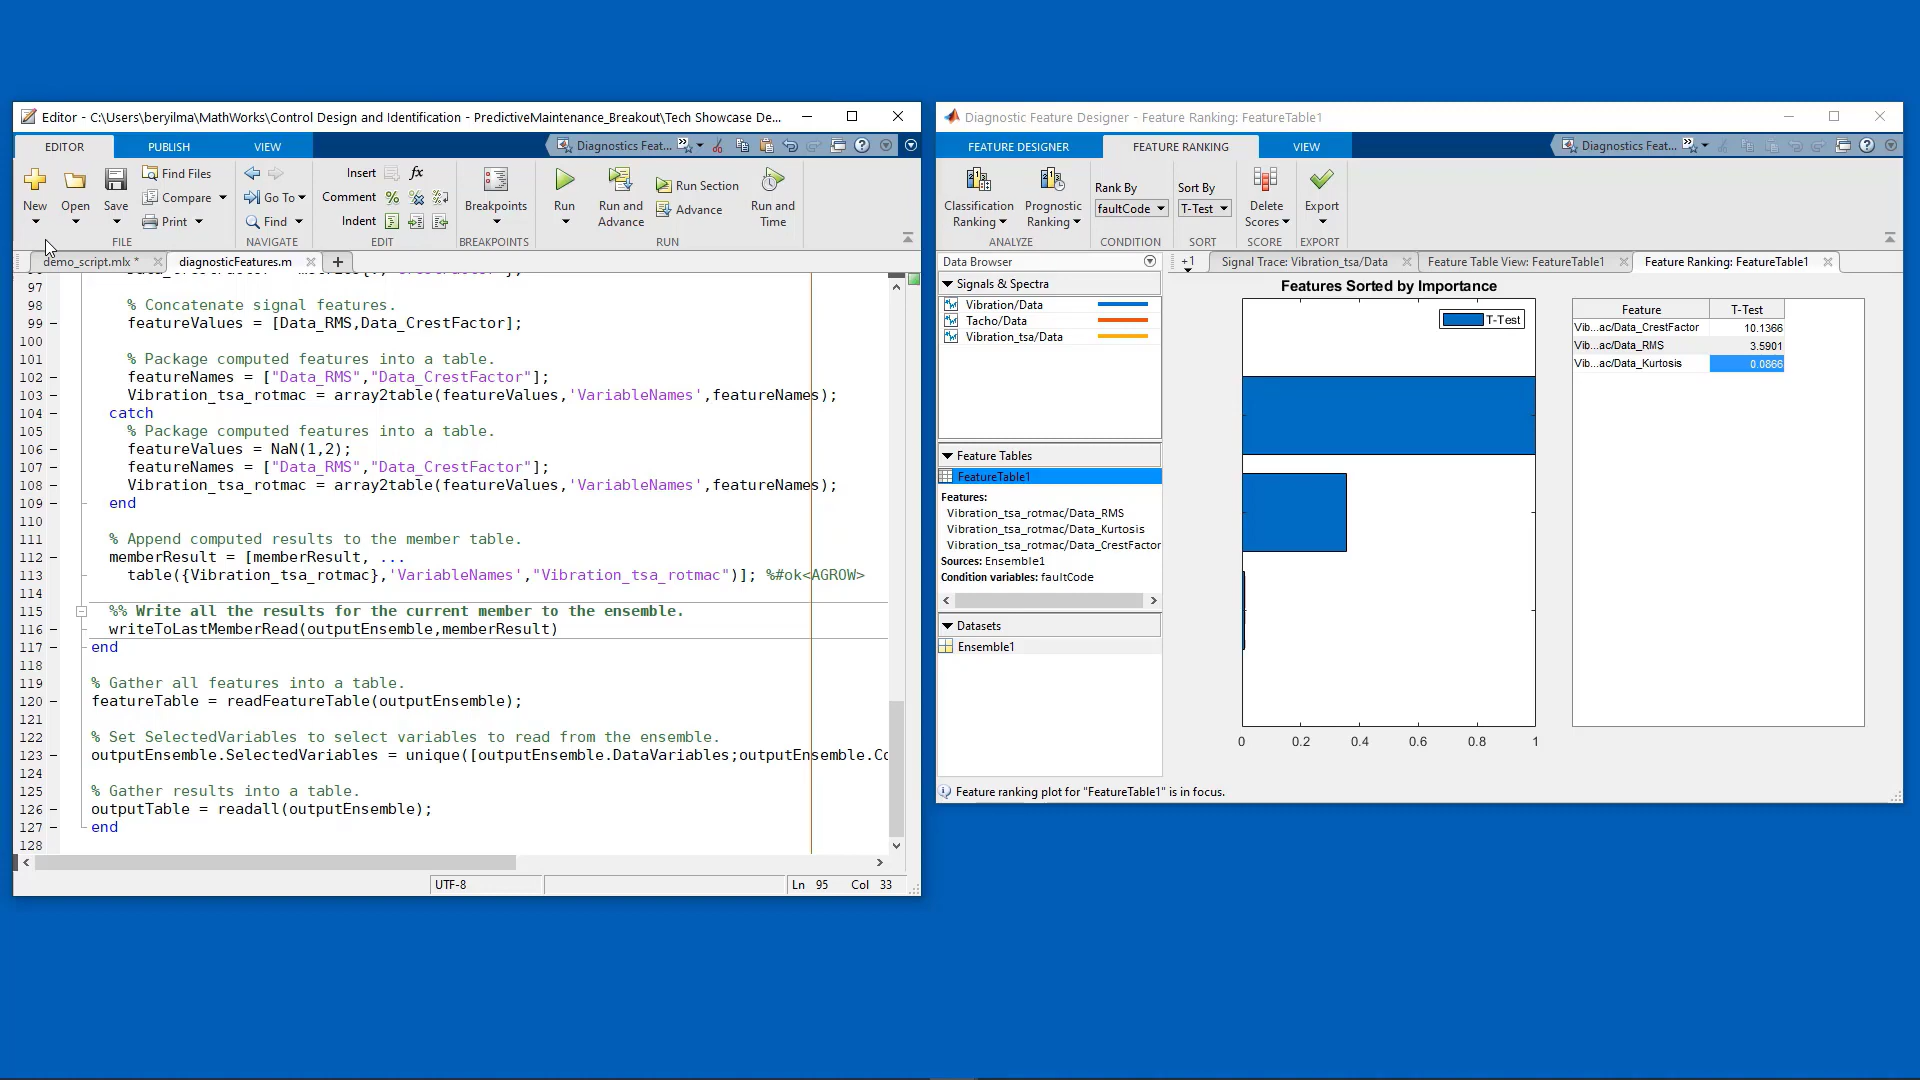 Editor - C:\Users\beryilma\MathWorks\Control Design and Identification - PredictiveMaintenance_Breakout\Tech Showcase De...
EDITOR PUBLISH VIEW Diagnostics Feat...
New Open Save Find Files Compare Print
FILE
Go To Find
NAVIGATE
Insert fx
Comment
Indent
EDIT
Breakpoints
BREAKPOINTS
Run Run and Advance Run Section Advance Run and Time
RUN
demo_script.mlx * diagnosticFeatures.m
97
98 % Concatenate signal features.
99 featureValues = [Data_RMS,Data_CrestFactor];
100
101 % Package computed features into a table.
102 featureNames = ["Data_RMS","Data_CrestFactor"];
103 Vibration_tsa_rotmac = array2table(featureValues,'VariableNames',featureNames);
104 catch
105 % Package computed features into a table.
106 featureValues = NaN(1,2);
107 featureNames = ["Data_RMS","Data_CrestFactor"];
108 Vibration_tsa_rotmac = array2table(featureValues,'VariableNames',featureNames);
109 end
110
111 % Append computed results to the member table.
112 memberResult = [memberResult, ...
113 table({Vibration_tsa_rotmac},'VariableNames',"Vibration_tsa_rotmac")]; %#ok<AGROW>
114
115 %% Write all the results for the current member to the ensemble.
116 writeToLastMemberRead(outputEnsemble,memberResult)
117 end
118
119 % Gather all features into a table.
120 featureTable = readFeatureTable(outputEnsemble);
121
122 % Set SelectedVariables to select variables to read from the ensemble.
123 outputEnsemble.SelectedVariables = unique([outputEnsemble.DataVariables;outputEnsemble.Co
124
125 % Gather results into a table.
126 outputTable = readall(outputEnsemble);
127 end
128
UTF-8 Ln 95 Col 33
Diagnostic Feature Designer - Feature Ranking: FeatureTable1
FEATURE DESIGNER FEATURE RANKING VIEW Diagnostics Feat...
Classification Ranking Prognostic Ranking
ANALYZE
Rank By
faultCode
CONDITION
Sort By
T-Test
SORT
Delete Scores
SCORE
Export
EXPORT
Data Browser
+1 Signal Trace: Vibration_tsa/Data Feature Table View: FeatureTable1 Feature Ranking: FeatureTable1
Signals & Spectra
Vibration/Data
Tacho/Data
Vibration_tsa/Data
Feature Tables
FeatureTable1
Features:
Vibration_tsa_rotmac/Data_RMS
Vibration_tsa_rotmac/Data_Kurtosis
Vibration_tsa_rotmac/Data_CrestFactor
Sources: Ensemble1
Condition variables: faultCode
Datasets
Ensemble1
Features Sorted by Importance
T-Test
0 0.2 0.4 0.6 0.8 1
Feature T-Test
Vib...ac/Data_CrestFactor 10.1366
Vib...ac/Data_RMS 3.5901
Vib...ac/Data_Kurtosis 0.0866
Feature ranking plot for "FeatureTable1" is in focus.